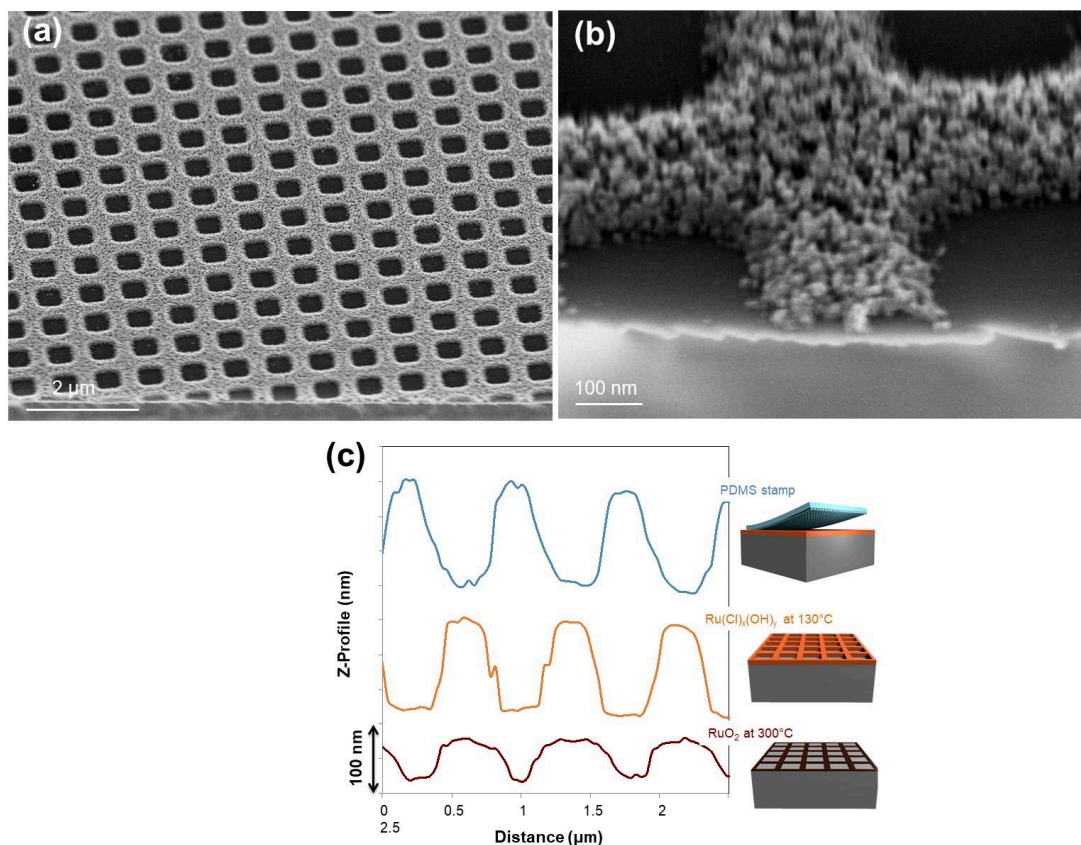 (a)
2 µm
(b)
100 nm
(c)
PDMS stamp
Ru(Cl)ₓ(OH)ᵧ at 130°C
RuO₂ at 300°C
Z-Profile (nm)
100 nm
0 0.5 1 1.5 2
2.5
Distance (µm)